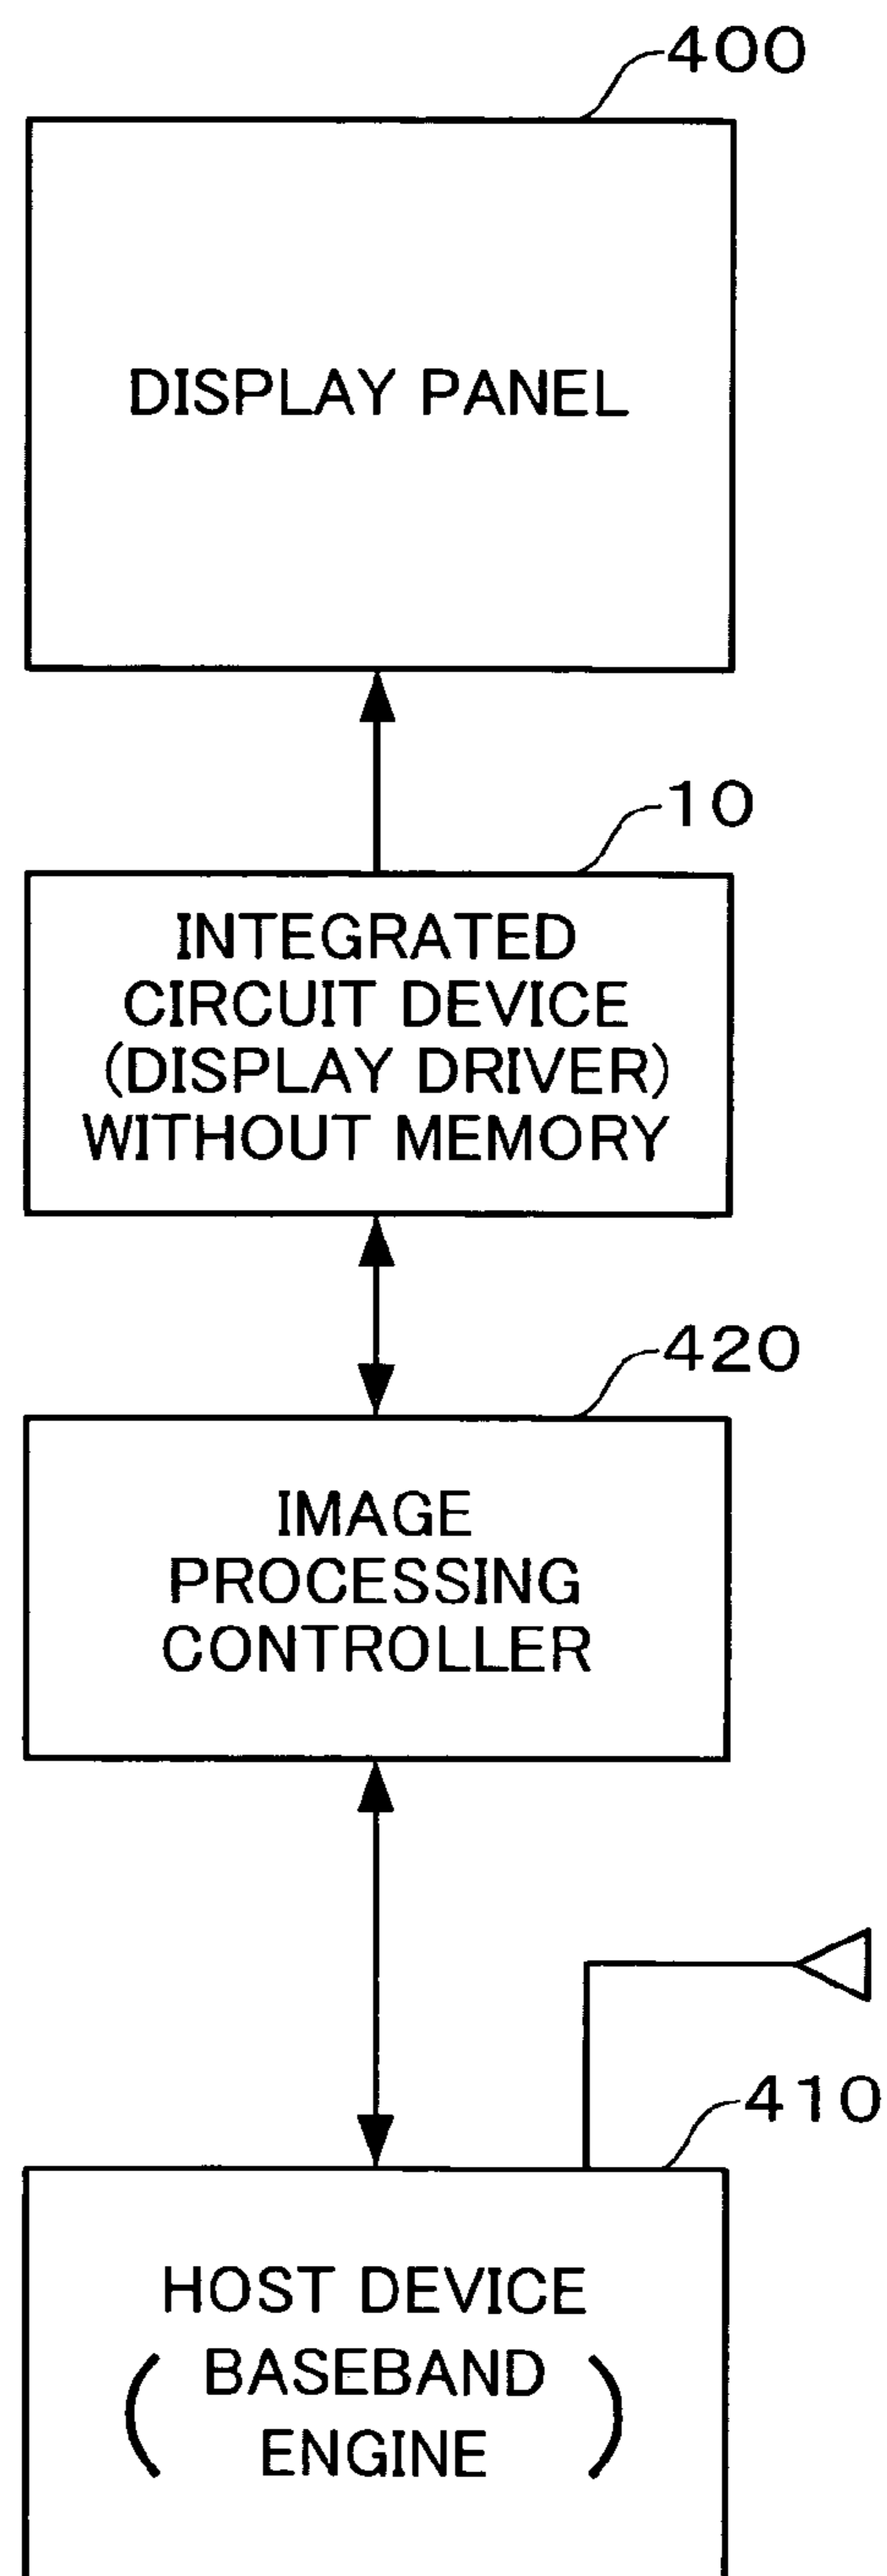 400
DISPLAY PANEL
10
INTEGRATED
CIRCUIT DEVICE
(DISPLAY DRIVER)
WITHOUT MEMORY
420
IMAGE
PROCESSING
CONTROLLER
410
HOST DEVICE
( BASEBAND
ENGINE )